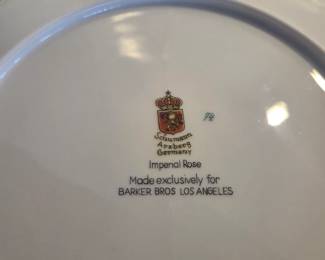 Schumann
Arzberg
Germany
Imperial Rose
Made exclusively for
BARKER BROS LOS ANGELES